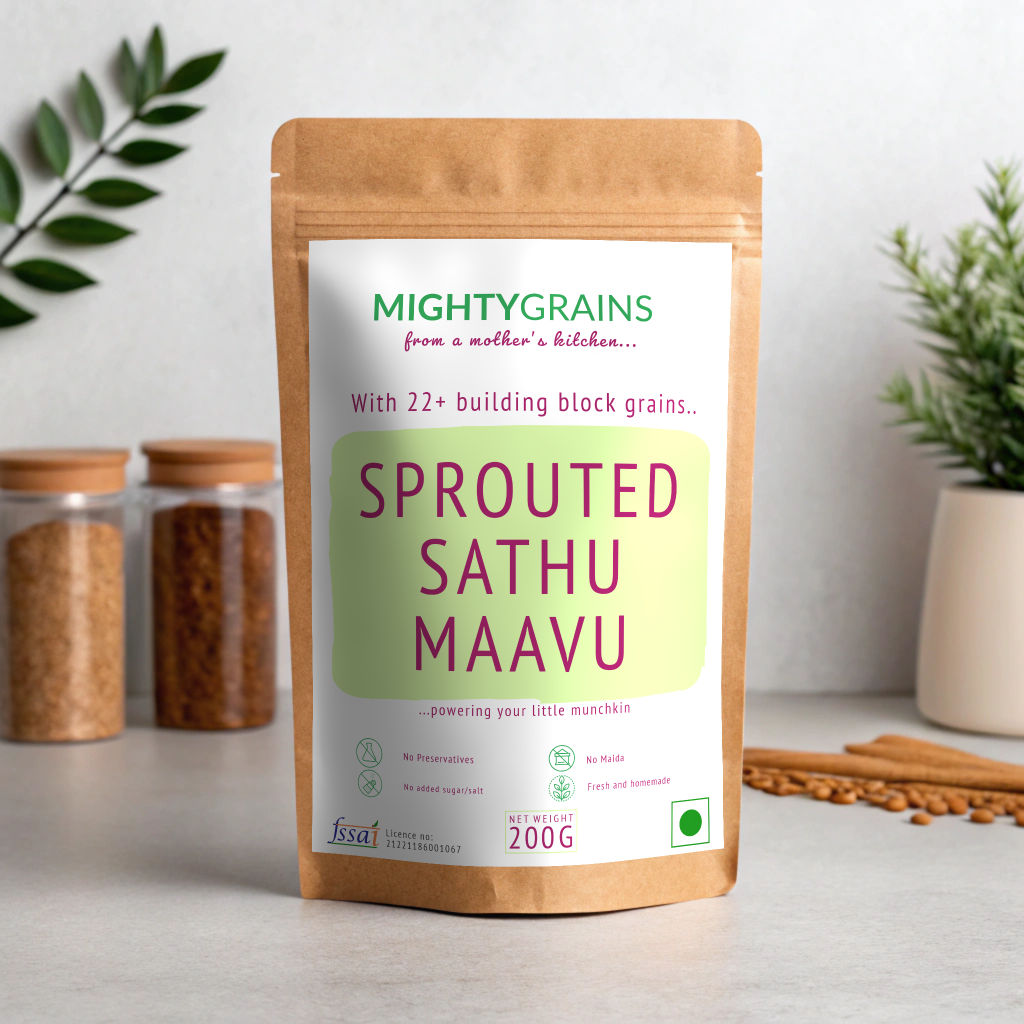 MIGHTYGRAINS
from a mother's kitchen...
With 22+ building block grains..
SPROUTED
SATHU
MAAVU
...powering your little munchkin
No Preservatives
No Maida
No added sugar/salt
Fresh and homemade
fssai
Licence no:
21221186001067
NET WEIGHT
200G